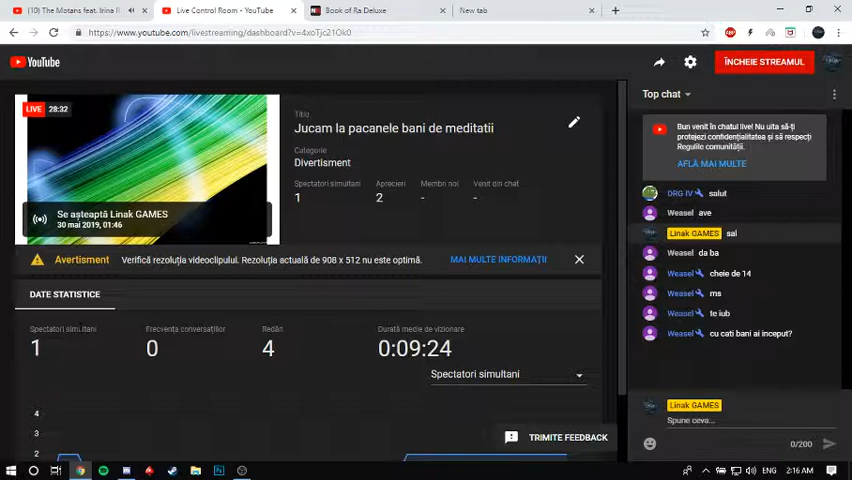 (10) The Motans feat. Irina R
Live Control Room - YouTube
Book of Ra Deluxe
New tab
https://www.youtube.com/livestreaming/dashboard?v=4xoTjc21Ok0
ABP
YouTube
ÎNCHEIE STREAMUL
LIVE 28:32
Se așteaptă Linak GAMES
30 mai 2019, 01:46
Titlu
Jucam la pacanele bani de meditatii
Categorie
Divertisment
Spectatori simultani
Aprecieri
Membri noi
Venit din chat
1
2
-
-
Avertisment
Verifică rezoluția videoclipului. Rezoluția actuală de 908 x 512 nu este optimă.
MAI MULTE INFORMAȚII
DATE STATISTICE
Spectatori simultani
Frecvența conversațiilor
Redări
Durată medie de vizionare
1
0
4
0:09:24
Spectatori simultani
4
3
2
TRIMITE FEEDBACK
Top chat
Bun venit în chatul live! Nu uita să-ți
protejezi confidențialitatea și să respecți
Regulile comunității.
AFLĂ MAI MULTE
DRG IV salut
Weasel ave
Linak GAMES sal
Weasel da ba
Weasel cheie de 14
Weasel ms
Weasel te iub
Weasel cu cati bani ai inceput?
Linak GAMES
Spune ceva...
0/200
ENG
2:16 AM